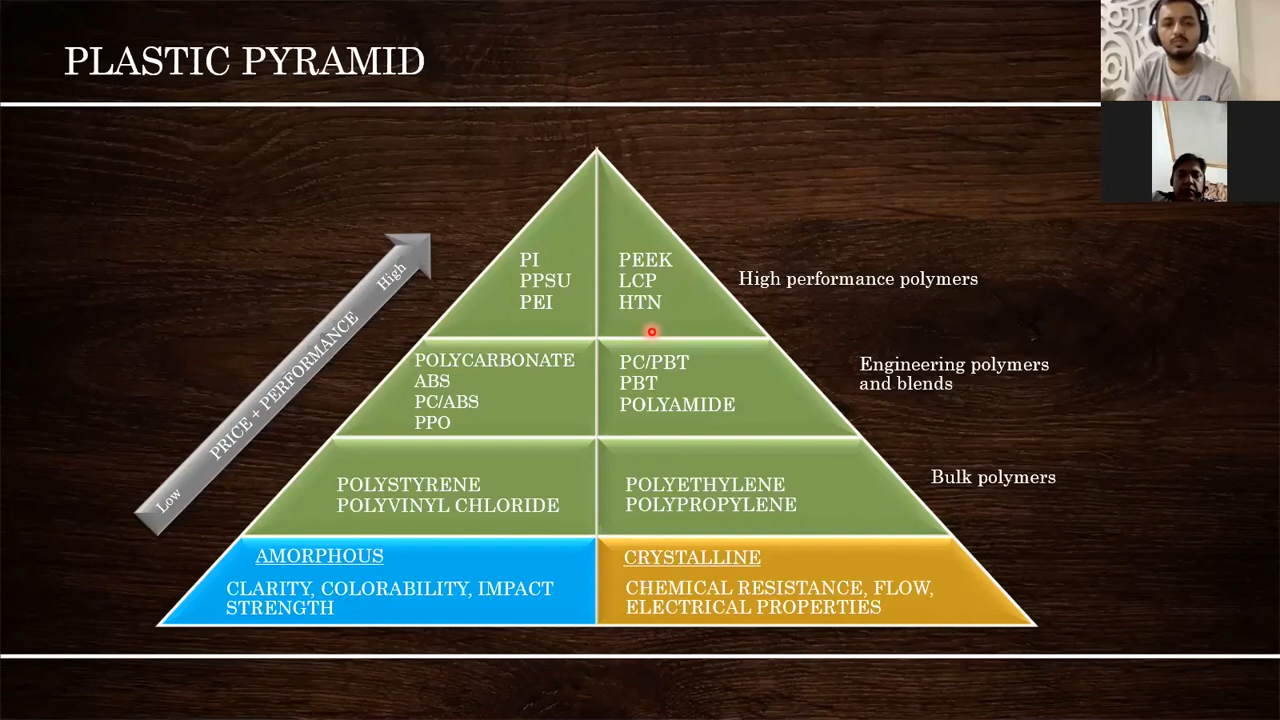 PLASTIC PYRAMID
PI
PPSU
PEI
PEEK
LCP
HTN
High performance polymers
High
PRICE + PERFORMANCE
Low
POLYCARBONATE
ABS
PC/ABS
PPO
PC/PBT
PBT
POLYAMIDE
Engineering polymers
and blends
POLYSTYRENE
POLYVINYL CHLORIDE
POLYETHYLENE
POLYPROPYLENE
Bulk polymers
AMORPHOUS
CLARITY, COLORABILITY, IMPACT
STRENGTH
CRYSTALLINE
CHEMICAL RESISTANCE, FLOW,
ELECTRICAL PROPERTIES